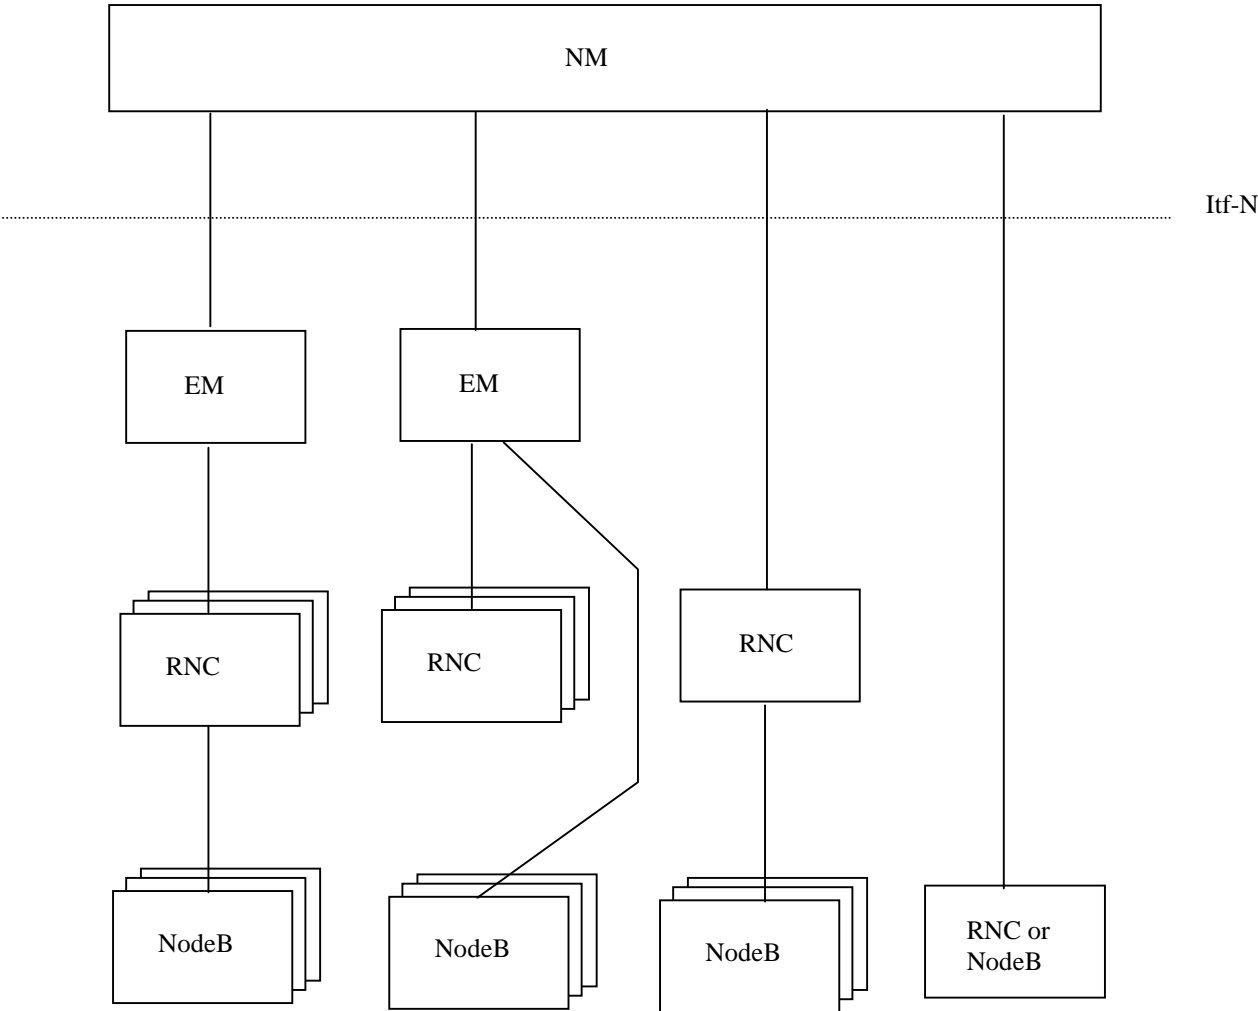 NM
Itf-N
EM
EM
RNC
RNC
RNC
NodeB
NodeB
NodeB
RNC or
NodeB